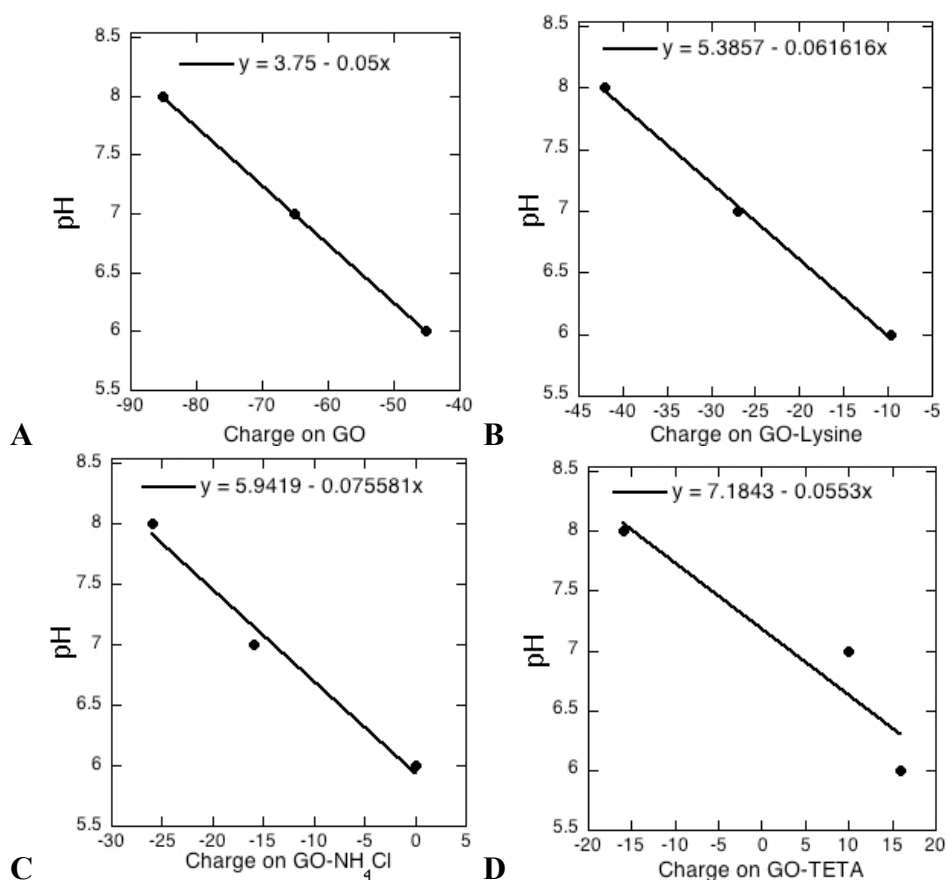 8.5
8
7.5
7
6.5
6
5.5
pH
y = 3.75 - 0.05x
-90 -80 -70 -60 -50 -40
Charge on GO
A
8.5
8
7.5
7
6.5
6
5.5
pH
y = 5.3857 - 0.061616x
-45 -40 -35 -30 -25 -20 -15 -10 -5
Charge on GO-Lysine
B
8.5
8
7.5
7
6.5
6
5.5
pH
y = 5.9419 - 0.075581x
-30 -25 -20 -15 -10 -5 0 5
Charge on GO-NH4Cl
C
8.5
8
7.5
7
6.5
6
5.5
pH
y = 7.1843 - 0.0553x
-20 -15 -10 -5 0 5 10 15 20
Charge on GO-TETA
D